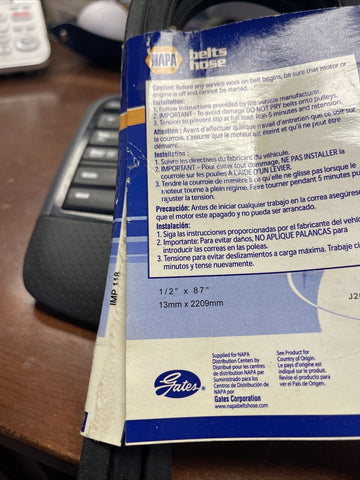 NAPA
belts
hose
Caution: Before any service work on belt begins, be sure that motor or
engine is off and cannot be started.
Installation:
1. Follow instructions provided by the vehicle manufacturer.
2. IMPORTANT - To avoid damage DO NOT PRY belts onto pulleys.
3. Tension to prevent slip at full load. Run 5 minutes and retension.
Attention : Avant d'effectuer quelque travail d'entretien que ce soit sur
la courroie, s'assurer que le moteur est éteint et qu'il ne peut être
démarré.
Installation :
1. Suivre les directives du fabricant du véhicule.
2. IMPORTANT - Pour éviter tout dommage, NE PAS INSTALLER la
courroie sur les poulies À L'AIDE D'UN LEVIER.
3. Tendre la courroie de manière à ce qu'elle ne glisse pas lorsque le
moteur tourne à plein régime. Faire tourner pendant 5 minutes pu
rajuster la tension.
Precaución: Antes de iniciar cualquier trabajo en la correa asegúrese
que el motor este apagado y no pueda ser arrancado.
Instalación:
1. Siga las instrucciones proporcionadas por el fabricante del vehícu
2. Importante: Para evitar daños, NO APLIQUE PALANCAS para
introducir las correas en las poleas.
3. Tensione para evitar deslizamientos a carga máxima. Trabaje ci
minutos y tense nuevamente.
1/2" x 87"
13mm x 2209mm
J20
IMP 118
Gates
Supplied for NAPA
Distribution Centers by
Distribué pour les centres
de distribution NAPA par
Suministrado para los
Centros de Distribución de
NAPA por
Gates Corporation
www.napabeltshose.com
See Product for
Country of Origin.
Le pays d'origine est
indiqué sur le produit.
Revise el producto para
ver el País de Origen.